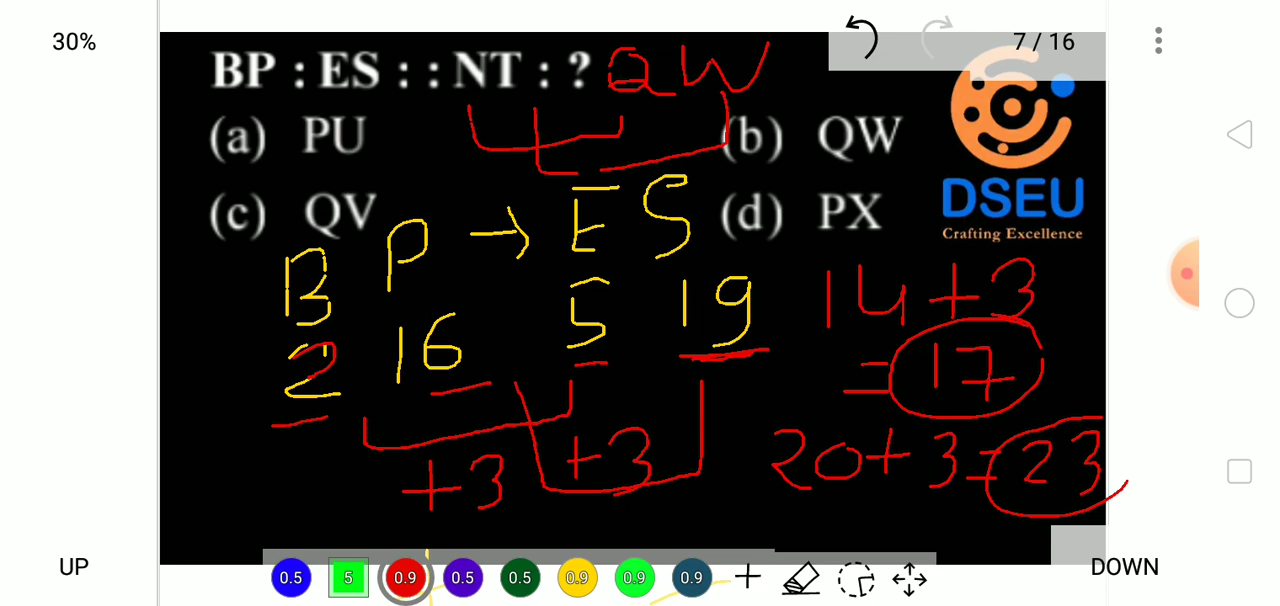 30%
7 / 16
BP : ES : : NT : ? QW
(a) PU
(b) QW
(c) QV
(d) PX
DSEU
Crafting Excellence
B P → E S
2 16 5 19
+3 +3
14+3
= 17
20+3=23
UP
DOWN
0.5 5 0.9 0.5 0.5 0.9 0.9 0.9